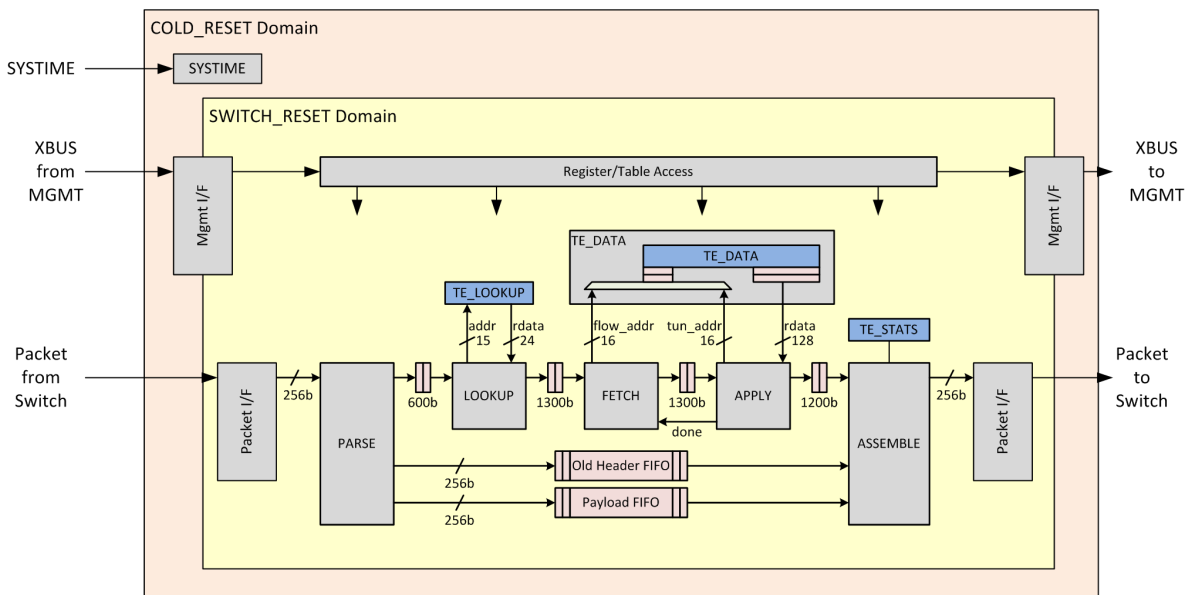 COLD_RESET Domain
SYSTIME
SYSTIME
SWITCH_RESET Domain
XBUS
from
MGMT
Mgmt I/F
Register/Table Access
Mgmt I/F
XBUS
to
MGMT
TE_DATA
TE_DATA
TE_LOOKUP
addr
15
rdata
24
flow_addr
16
tun_addr
16
rdata
128
TE_STATS
Packet
from
Switch
Packet I/F
256b
PARSE
600b
LOOKUP
1300b
FETCH
1300b
APPLY
1200b
done
ASSEMBLE
256b
Packet I/F
Packet
to
Switch
256b
Old Header FIFO
256b
Payload FIFO